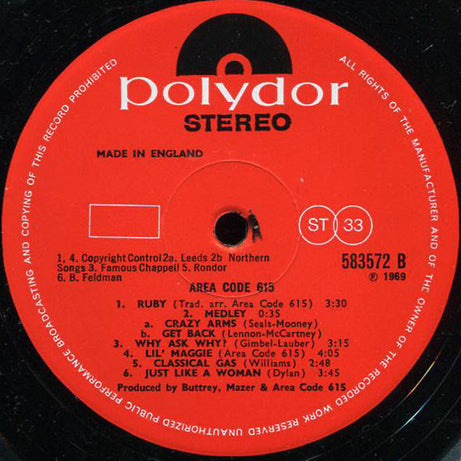 polydor
STEREO
MADE IN ENGLAND
ST 33
1, 4. Copyright Control 2a. Leeds 2b Northern
Songs 3. Famous Chappell 5. Rondor
6. B. Feldman
583572 B
℗ 1969
AREA CODE 615
1. RUBY (Trad. arr. Area Code 615) 3:30
2. MEDLEY 0:35
a. CRAZY ARMS (Seals-Mooney)
b. GET BACK (Lennon-McCartney)
3. WHY ASK WHY? (Gimbel-Lauber) 3:15
4. LIL' MAGGIE (Area Code 615) 4:05
5. CLASSICAL GAS (Williams) 2:48
6. JUST LIKE A WOMAN (Dylan) 3:45
Produced by Buttrey, Mazer & Area Code 615
ALL RIGHTS OF THE MANUFACTURER AND OF THE OWNER OF THE RECORDED WORK RESERVED UNAUTHORIZED PUBLIC PERFORMANCE BROADCASTING AND COPYING OF THIS RECORD PROHIBITED